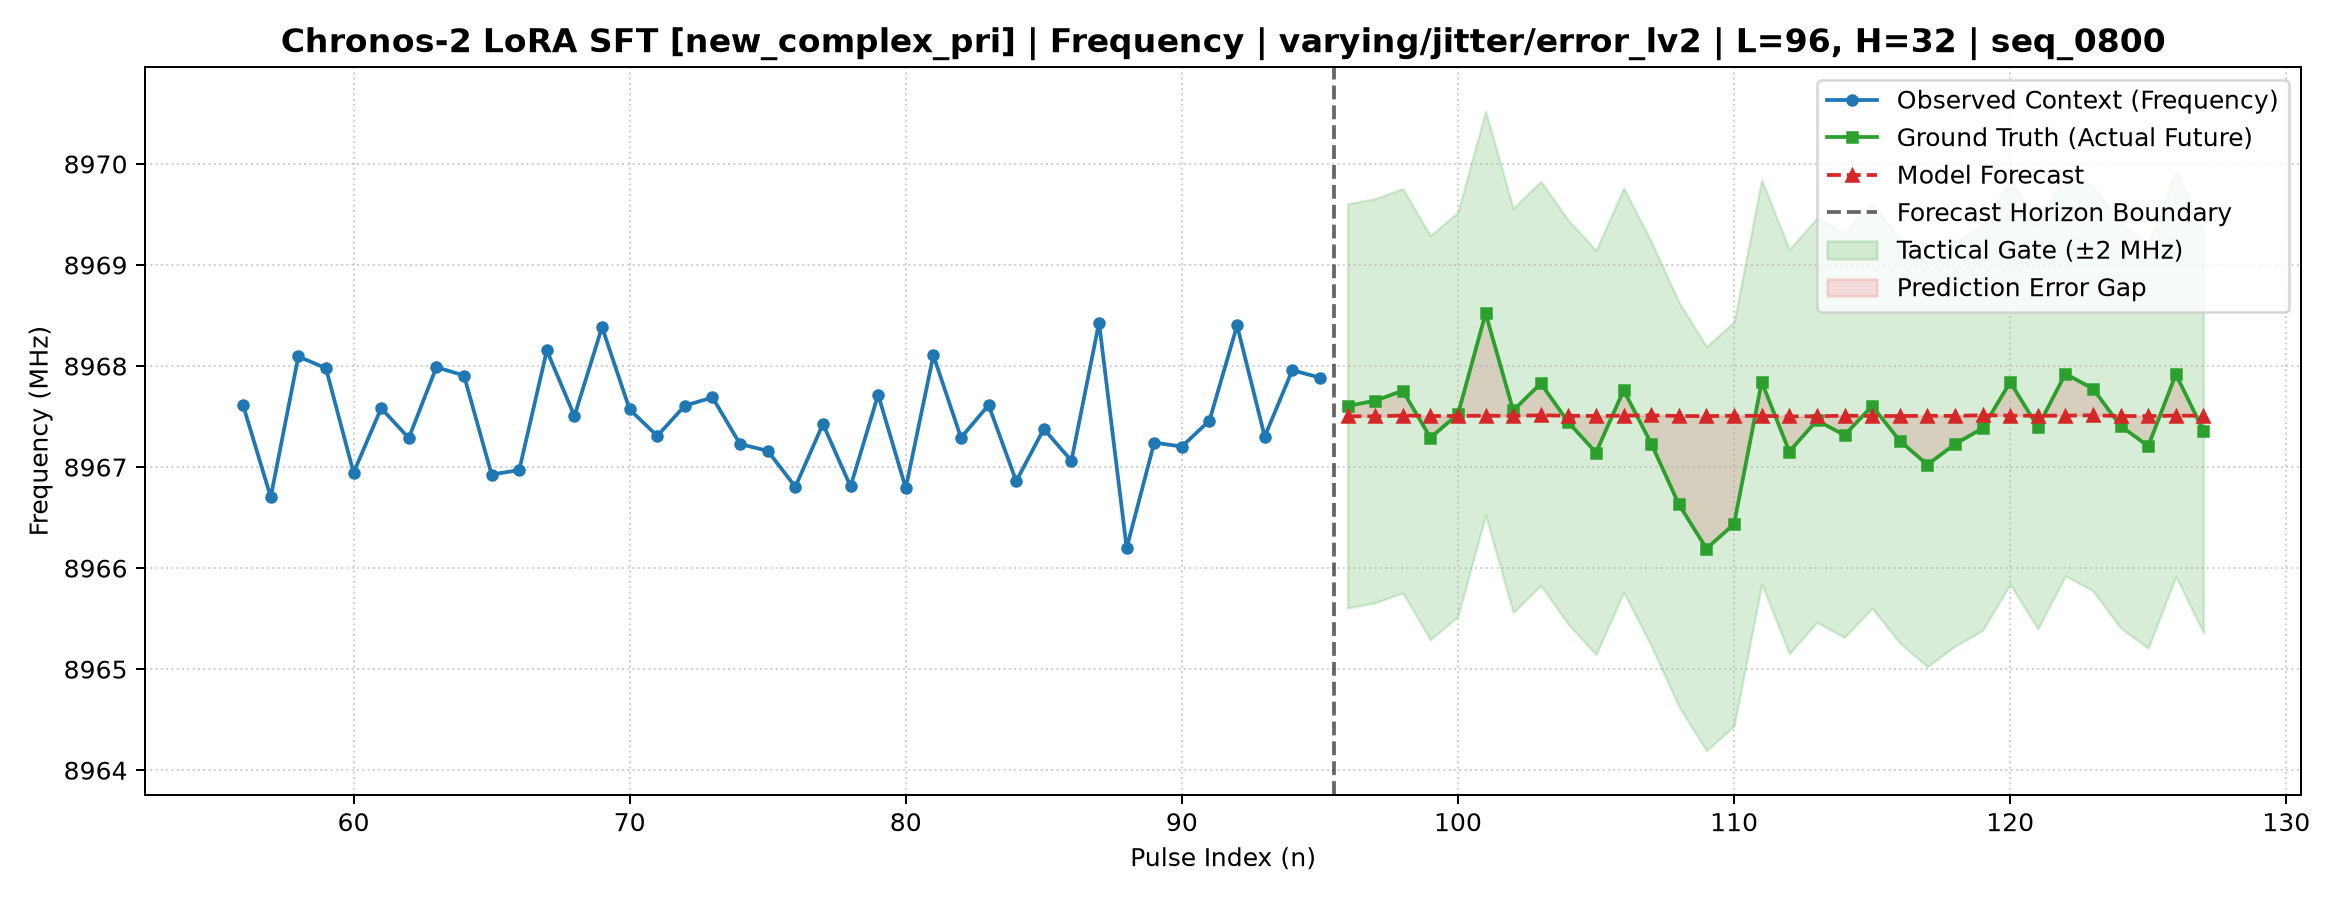 Chronos-2 LoRA SFT [new_complex_pri] | Frequency | varying/jitter/error_lv2 | L=96, H=32 | seq_0800
Observed Context (Frequency)
Ground Truth (Actual Future)
Model Forecast
Forecast Horizon Boundary
Tactical Gate (±2 MHz)
Prediction Error Gap
Frequency (MHz)
8970
8969
8968
8967
8966
8965
8964
60 70 80 90 100 110 120 130
Pulse Index (n)